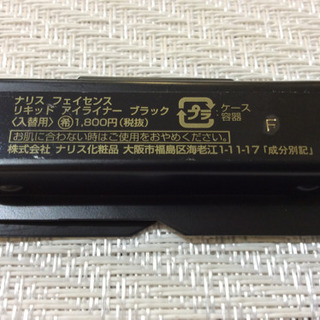 ナリス フェイセンス
リキッド アイライナー ブラック
〈入替用〉 ㊑1,800円(税抜)
お肌に合わない時はご使用をおやめください。
株式会社 ナリス化粧品 大阪市福島区海老江1-11-17「成分別記」
プラ
:ケース
容器
F